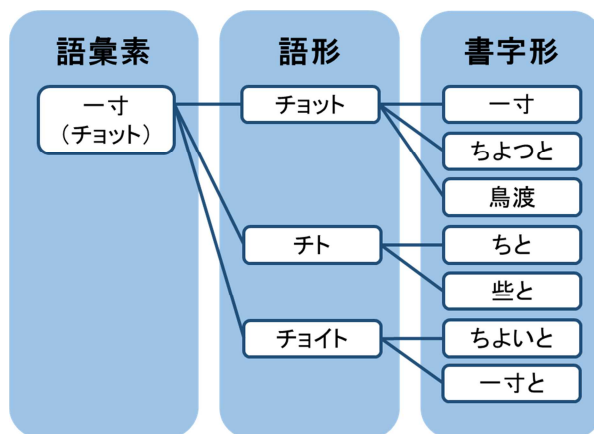 語彙素
一寸
(チョット)
語形
チョット
チト
チョイト
書字形
一寸
ちよつと
鳥渡
ちと
些と
ちよいと
一寸と